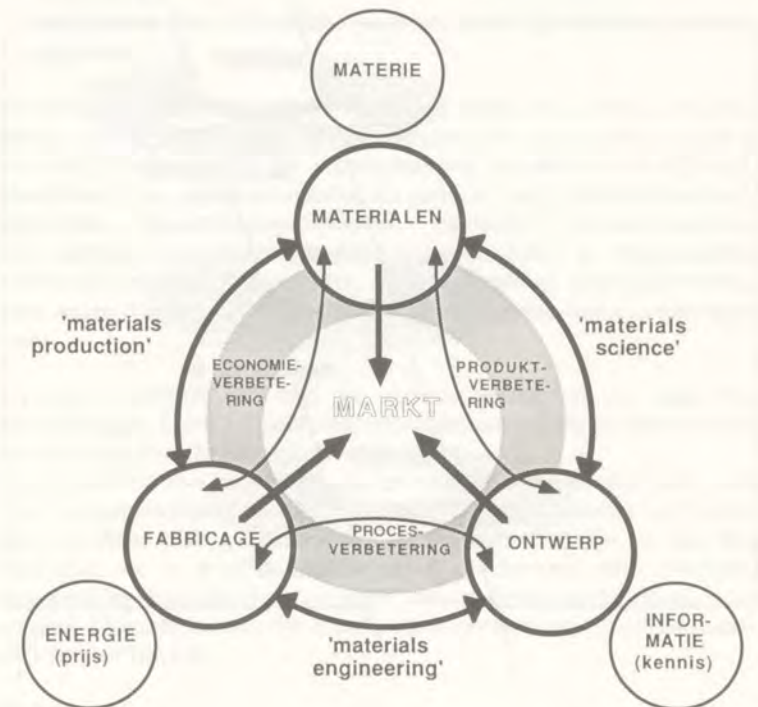 MATERIE
MATERIALEN
'materials
production'
'materials
science'
ECONOMIE-
VERBETE-
RING
PRODUKT-
VERBETE-
RING
MARKT
FABRICAGE
PROCES-
VERBETERING
ONTWERP
ENERGIE
(prijs)
'materials
engineering'
INFOR-
MATIE
(kennis)